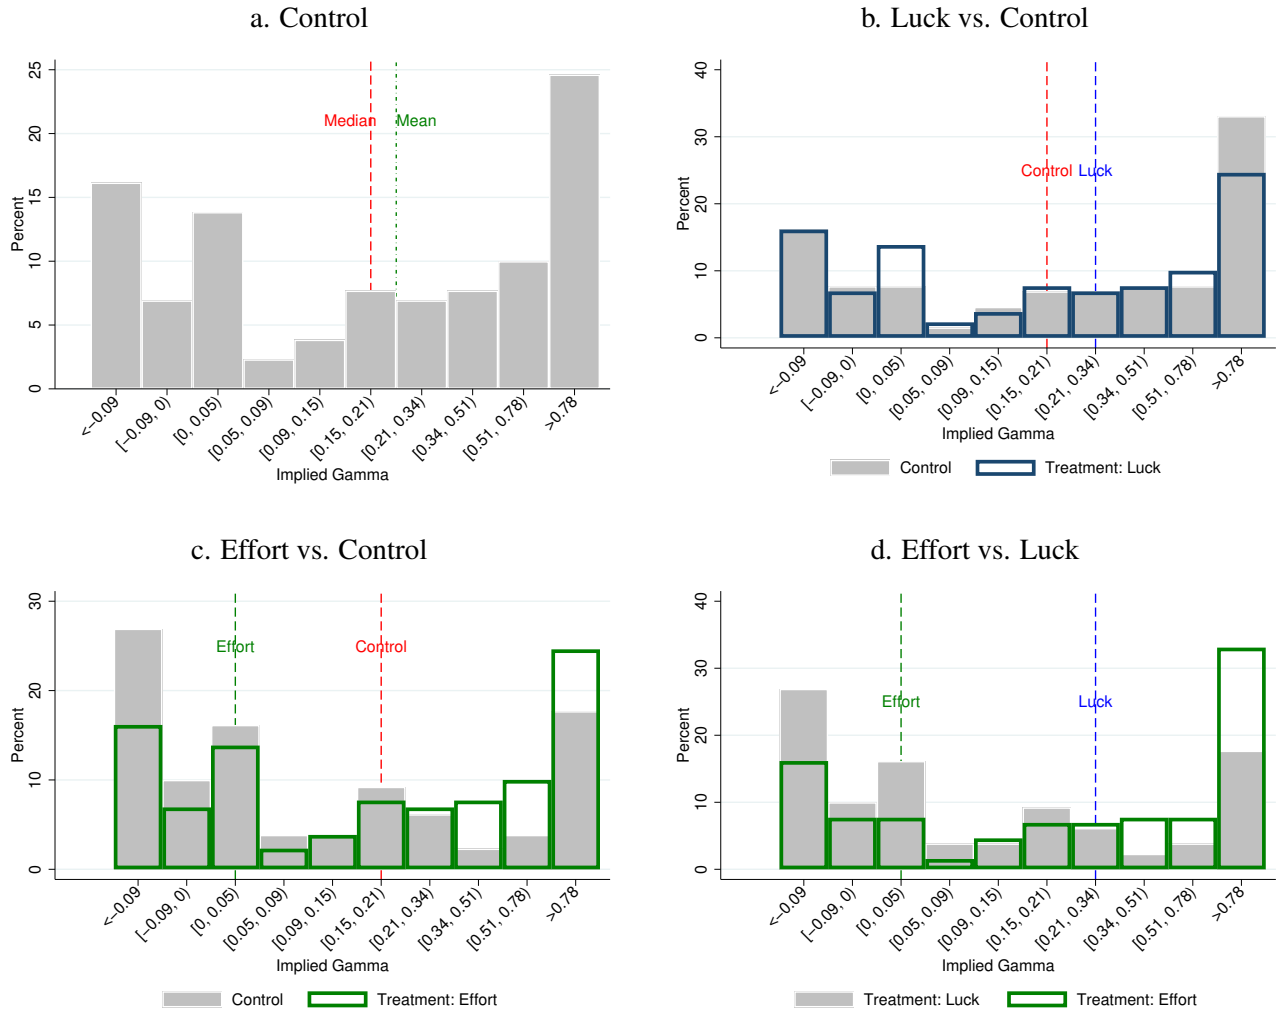 a. Control
25
20
15
10
5
0
Percent
Median
Mean
<−0.09
[−0.09, 0)
[0, 0.05)
[0.05, 0.09)
[0.09, 0.15)
[0.15, 0.21)
[0.21, 0.34)
[0.34, 0.51)
[0.51, 0.78)
>0.78
Implied Gamma
b. Luck vs. Control
40
30
20
10
0
Percent
Control
Luck
<−0.09
[−0.09, 0)
[0, 0.05)
[0.05, 0.09)
[0.09, 0.15)
[0.15, 0.21)
[0.21, 0.34)
[0.34, 0.51)
[0.51, 0.78)
>0.78
Implied Gamma
Control
Treatment: Luck
c. Effort vs. Control
30
20
10
0
Percent
Effort
Control
<−0.09
[−0.09, 0)
[0, 0.05)
[0.05, 0.09)
[0.09, 0.15)
[0.15, 0.21)
[0.21, 0.34)
[0.34, 0.51)
[0.51, 0.78)
>0.78
Implied Gamma
Control
Treatment: Effort
d. Effort vs. Luck
40
30
20
10
0
Percent
Effort
Luck
<−0.09
[−0.09, 0)
[0, 0.05)
[0.05, 0.09)
[0.09, 0.15)
[0.15, 0.21)
[0.21, 0.34)
[0.34, 0.51)
[0.51, 0.78)
>0.78
Implied Gamma
Treatment: Luck
Treatment: Effort